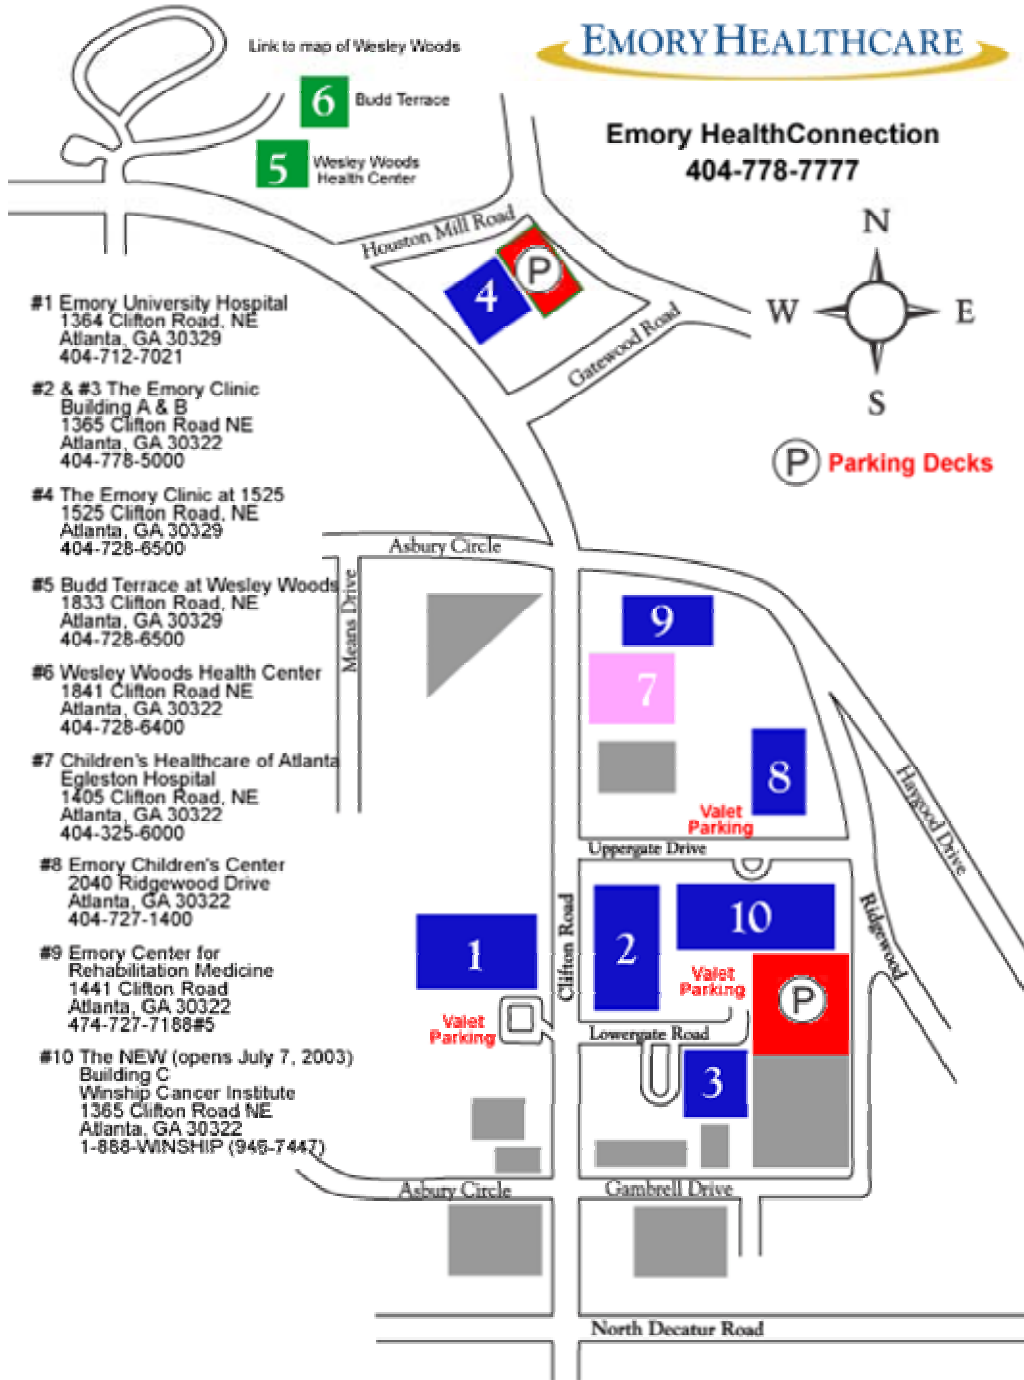 Link to map of Wesley Woods
EMORY HEALTHCARE
6
Budd Terrace
5
Wesley Woods
Health Center
Emory HealthConnection
404-778-7777
Houston Mill Road
P
4
Gatewood Road
N
W
E
S
P Parking Decks
#1 Emory University Hospital
1364 Clifton Road, NE
Atlanta, GA 30329
404-712-7021
#2 & #3 The Emory Clinic
Building A & B
1365 Clifton Road NE
Atlanta, GA 30322
404-778-5000
#4 The Emory Clinic at 1525
1525 Clifton Road, NE
Atlanta, GA 30329
404-728-6500
#5 Budd Terrace at Wesley Woods
1833 Clifton Road, NE
Atlanta, GA 30329
404-728-6500
#6 Wesley Woods Health Center
1841 Clifton Road NE
Atlanta, GA 30322
404-728-6400
#7 Children's Healthcare of Atlanta
Egleston Hospital
1405 Clifton Road, NE
Atlanta, GA 30322
404-325-6000
#8 Emory Children's Center
2040 Ridgewood Drive
Atlanta, GA 30322
404-727-1400
#9 Emory Center for
Rehabilitation Medicine
1441 Clifton Road
Atlanta, GA 30322
474-727-7188#5
#10 The NEW (opens July 7, 2003)
Building C
Winship Cancer Institute
1365 Clifton Road NE
Atlanta, GA 30322
1-888-WINSHIP (946-7447)
Asbury Circle
Means Drive
9
7
8
Valet
Parking
Uppergate Drive
Haygood Drive
Ridgewood
Clifton Road
1
2
10
Valet
Parking
P
Valet
Parking
Lowergate Road
3
Asbury Circle
Gambrell Drive
North Decatur Road